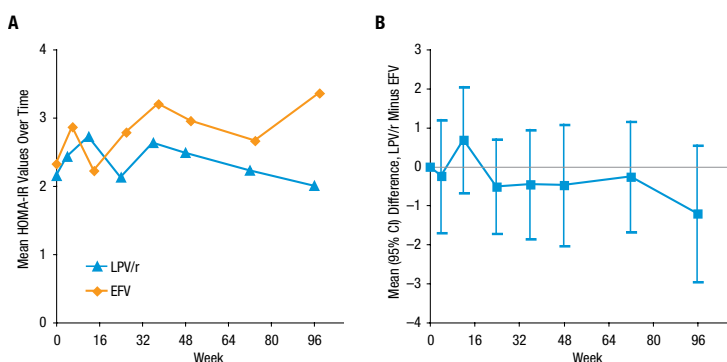 A
Mean HOMA-IR Values Over Time
4
3
2
1
0
LPV/r
EFV
0 16 32 48 64 80 96
Week
B
Mean (95% CI) Difference, LPV/r Minus EFV
3
2
1
0
−1
−2
−3
−4
0 16 32 48 64 80 96
Week